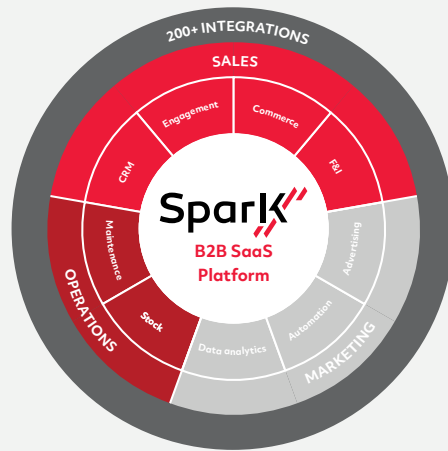 200+ INTEGRATIONS
SALES
Engagement
Commerce
CRM
F&I
Spark
B2B SaaS
Platform
Maintenance
Advertising
OPERATIONS
Stock
Automation
Data analytics
MARKETING